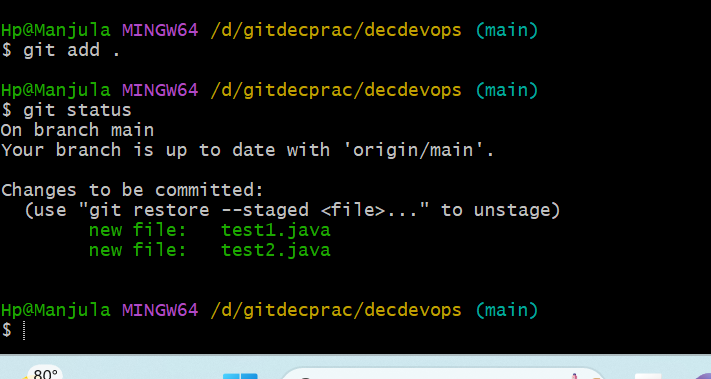 Hp@Manjula MINGW64 /d/gitdecprac/decdevops (main)
$ git add .
Hp@Manjula MINGW64 /d/gitdecprac/decdevops (main)
$ git status
On branch main
Your branch is up to date with 'origin/main'.
Changes to be committed:
(use "git restore --staged <file>..." to unstage)
new file:   test1.java
new file:   test2.java
Hp@Manjula MINGW64 /d/gitdecprac/decdevops (main)
$
80°